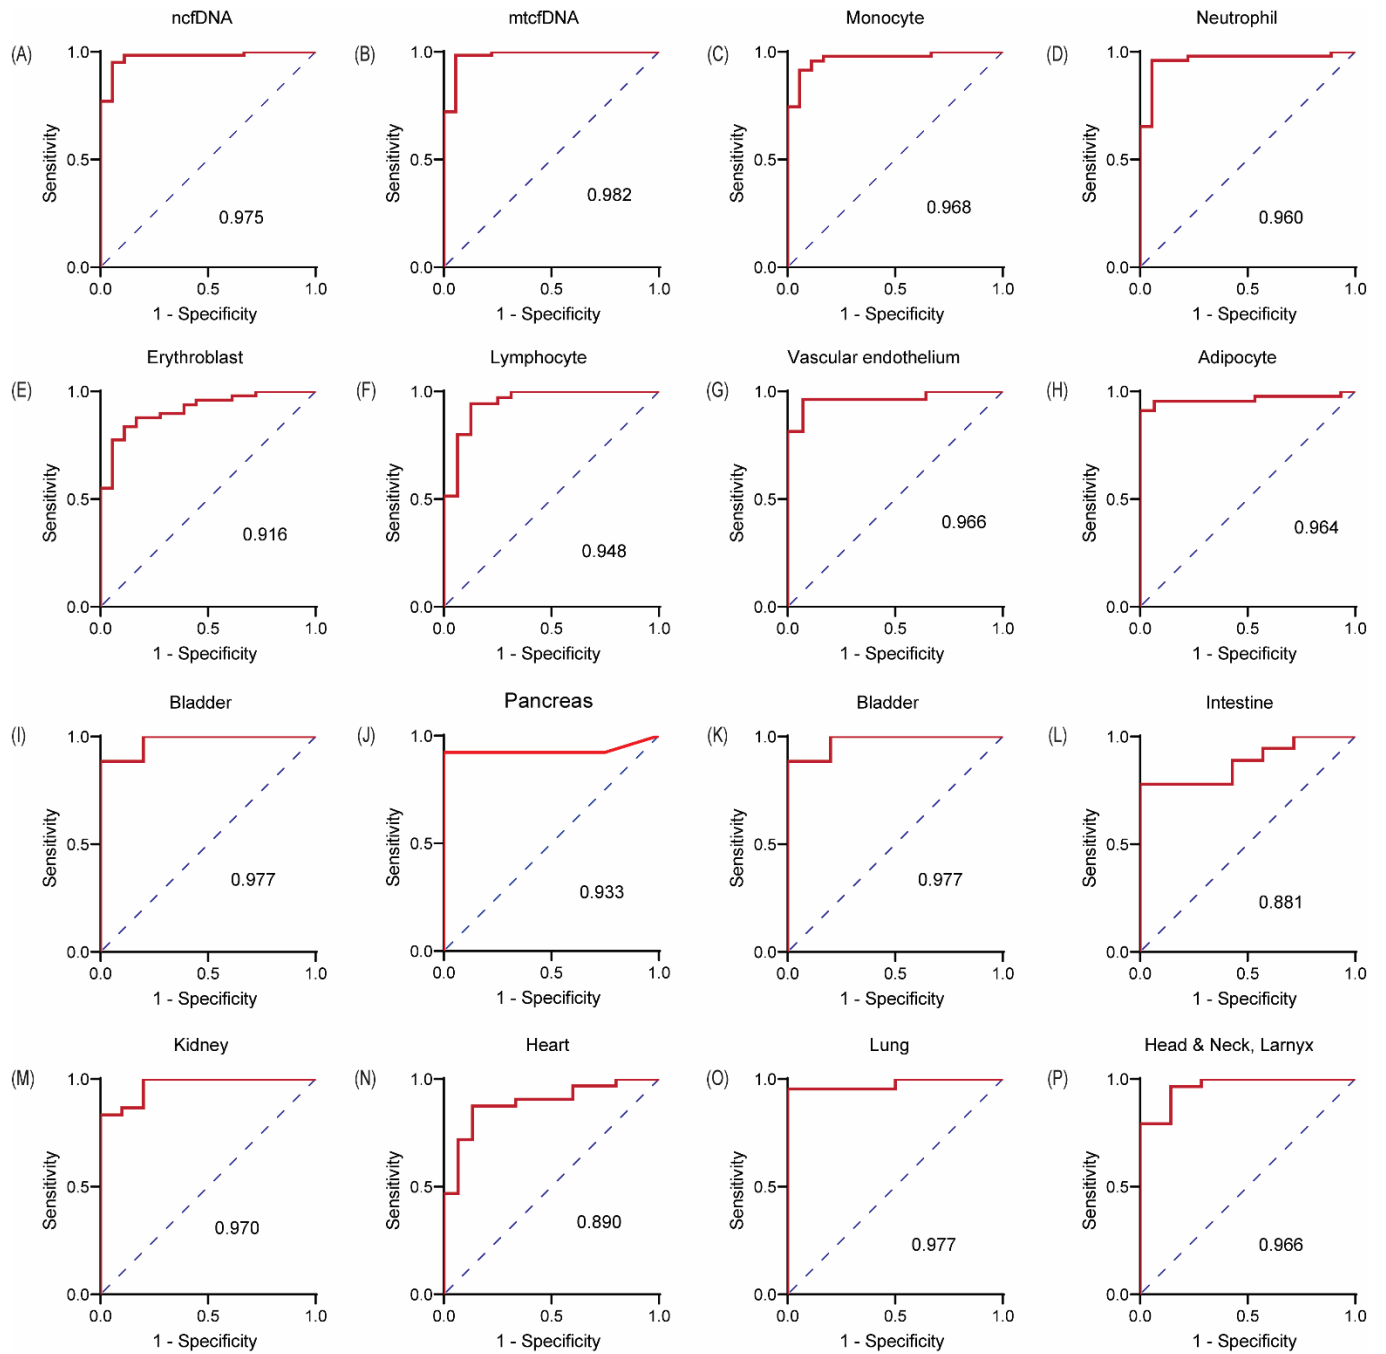 ncfDNA
mtcfDNA
Monocyte
Neutrophil
(A)
1.0
Sensitivity
0.5
0.975
0.0
0.0 0.5 1.0
1 - Specificity
(B)
1.0
Sensitivity
0.5
0.982
0.0
0.0 0.5 1.0
1 - Specificity
(C)
1.0
Sensitivity
0.5
0.968
0.0
0.0 0.5 1.0
1 - Specificity
(D)
1.0
Sensitivity
0.5
0.960
0.0
0.0 0.5 1.0
1 - Specificity
Erythroblast
Lymphocyte
Vascular endothelium
Adipocyte
(E)
1.0
Sensitivity
0.5
0.916
0.0
0.0 0.5 1.0
1 - Specificity
(F)
1.0
Sensitivity
0.5
0.948
0.0
0.0 0.5 1.0
1 - Specificity
(G)
1.0
Sensitivity
0.5
0.966
0.0
0.0 0.5 1.0
1 - Specificity
(H)
1.0
Sensitivity
0.5
0.964
0.0
0.0 0.5 1.0
1 - Specificity
Bladder
Pancreas
Bladder
Intestine
(I)
1.0
Sensitivity
0.5
0.977
0.0
0.0 0.5 1.0
1 - Specificity
(J)
1.0
Sensitivity
0.5
0.933
0.0
0.0 0.5 1.0
1 - Specificity
(K)
1.0
Sensitivity
0.5
0.977
0.0
0.0 0.5 1.0
1 - Specificity
(L)
1.0
Sensitivity
0.5
0.881
0.0
0.0 0.5 1.0
1 - Specificity
Kidney
Heart
Lung
Head & Neck, Larnyx
(M)
1.0
Sensitivity
0.5
0.970
0.0
0.0 0.5 1.0
1 - Specificity
(N)
1.0
Sensitivity
0.5
0.890
0.0
0.0 0.5 1.0
1 - Specificity
(O)
1.0
Sensitivity
0.5
0.977
0.0
0.0 0.5 1.0
1 - Specificity
(P)
1.0
Sensitivity
0.5
0.966
0.0
0.0 0.5 1.0
1 - Specificity